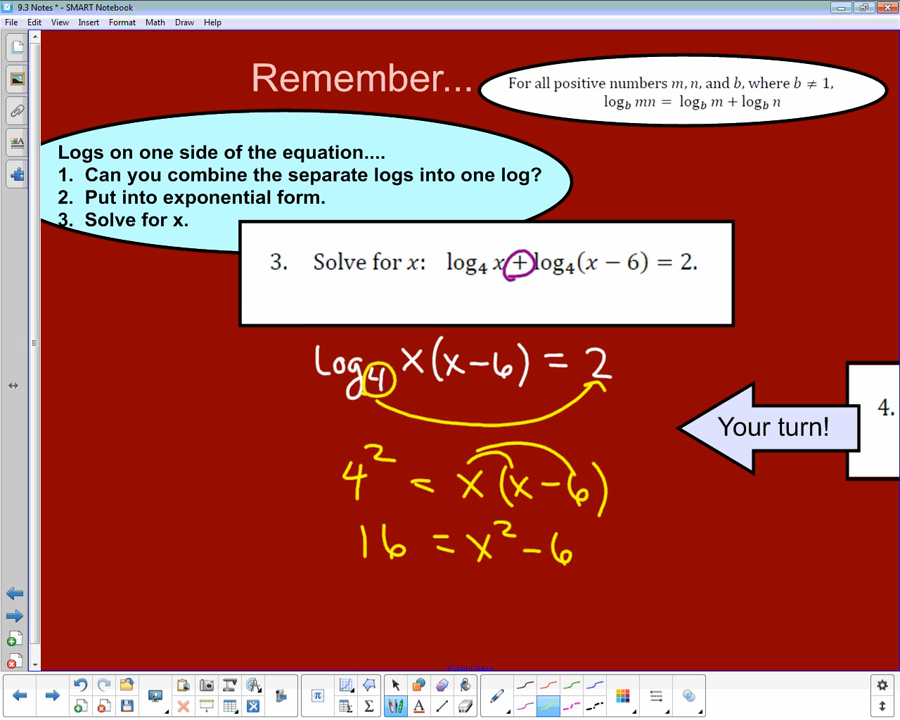 9.3 Notes * - SMART Notebook
File Edit View Insert Format Math Draw Help
Remember...
For all positive numbers m, n, and b, where b ≠ 1,
log_b mn = log_b m + log_b n
Logs on one side of the equation....
1. Can you combine the separate logs into one log?
2. Put into exponential form.
3. Solve for x.
3. Solve for x: log₄ x + log₄(x − 6) = 2.
log₄ x(x−6) = 2
4.
Your turn!
4² = x(x−6)
16 = x² − 6